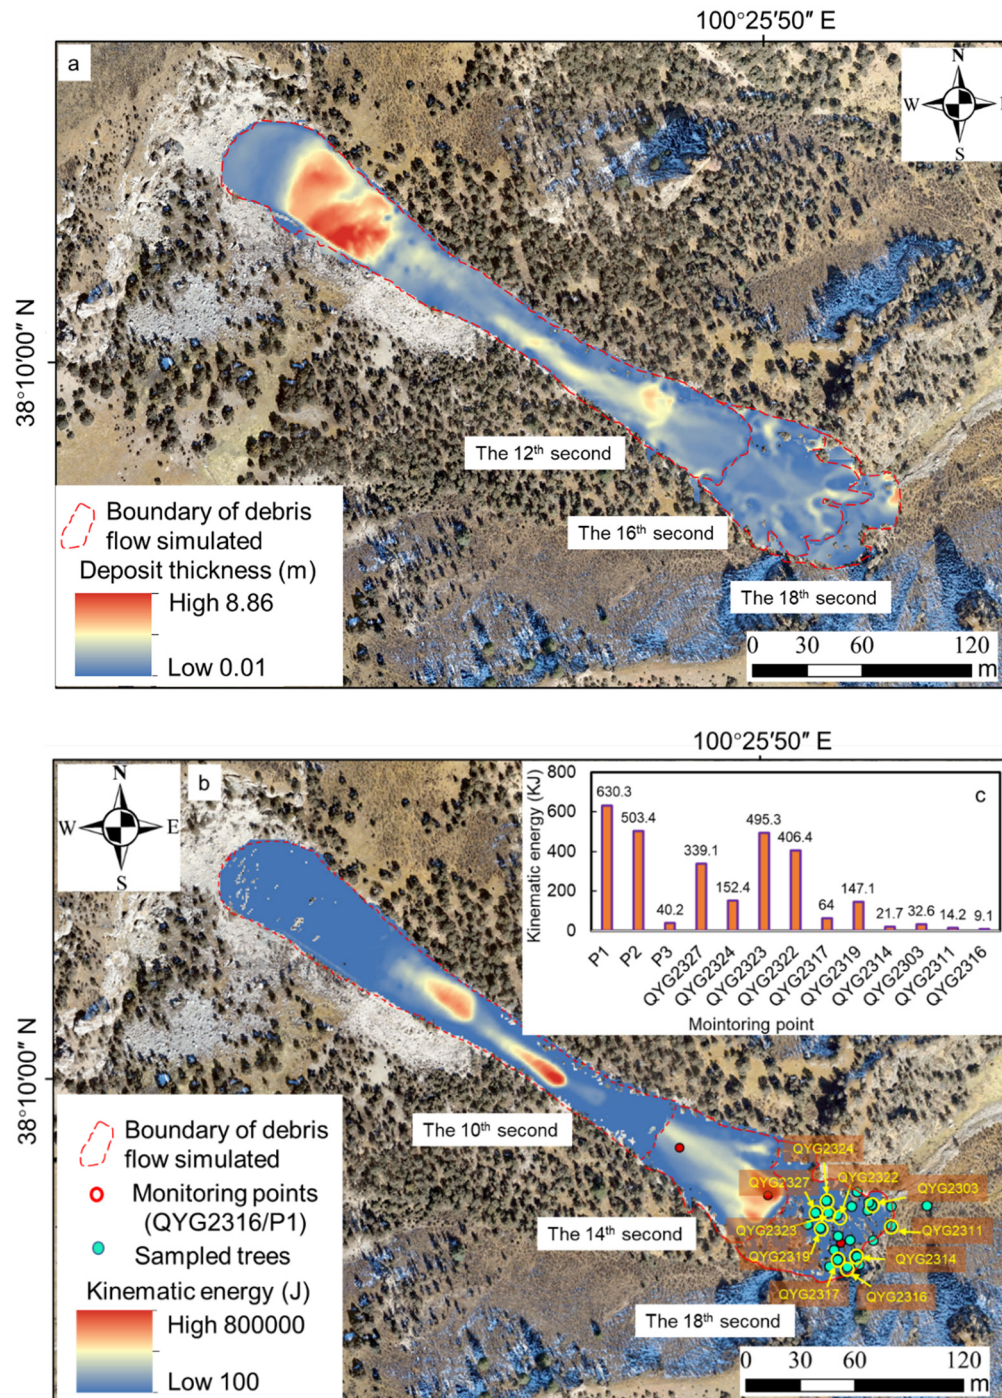 100°25′50″ E
a
N
W
S
38°10′00″ N
The 12th second
The 16th second
The 18th second
Boundary of debris
flow simulated
Deposit thickness (m)
High 8.86
Low 0.01
0 30 60 120
m
100°25′50″ E
b
N
W E
S
c
Kinematic energy (KJ)
800
600
400
200
0
630.3
503.4
40.2
339.1
152.4
495.3
406.4
64
147.1
21.7
32.6
14.2
9.1
P1
P2
P3
QYG2327
QYG2324
QYG2323
QYG2322
QYG2317
QYG2319
QYG2314
QYG2303
QYG2311
QYG2316
Mointoring point
38°10′00″ N
The 10th second
The 14th second
The 18th second
QYG2324
QYG2327
QYG2322
QYG2303
QYG2323
QYG2311
QYG2319
QYG2314
QYG2317
QYG2316
Boundary of debris
flow simulated
Monitoring points
(QYG2316/P1)
Sampled trees
Kinematic energy (J)
High 800000
Low 100
0 30 60 120
m